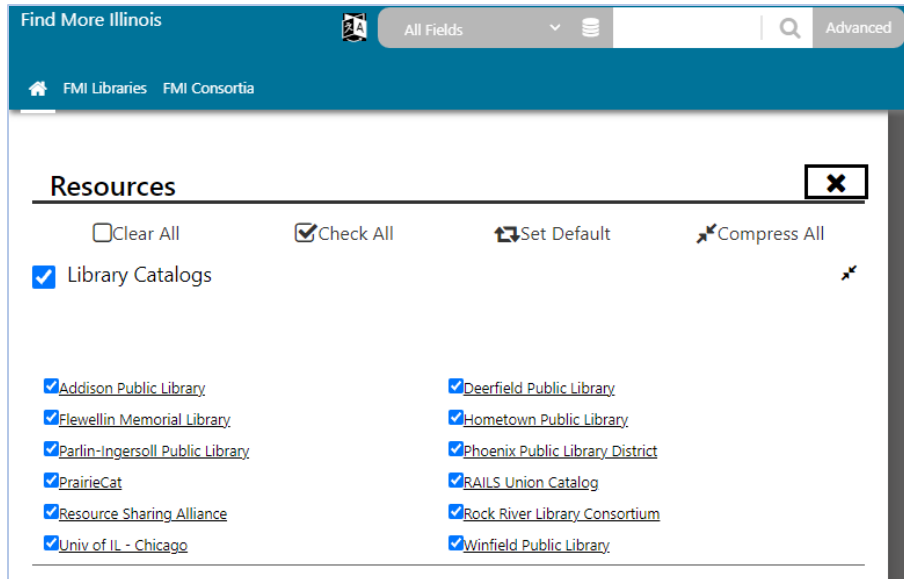 Find More Illinois
All Fields
Advanced
FMI Libraries FMI Consortia
Resources
Clear All Check All Set Default Compress All
Library Catalogs
Addison Public Library Deerfield Public Library
Flewellin Memorial Library Hometown Public Library
Parlin-Ingersoll Public Library Phoenix Public Library District
PrairieCat RAILS Union Catalog
Resource Sharing Alliance Rock River Library Consortium
Univ of IL - Chicago Winfield Public Library